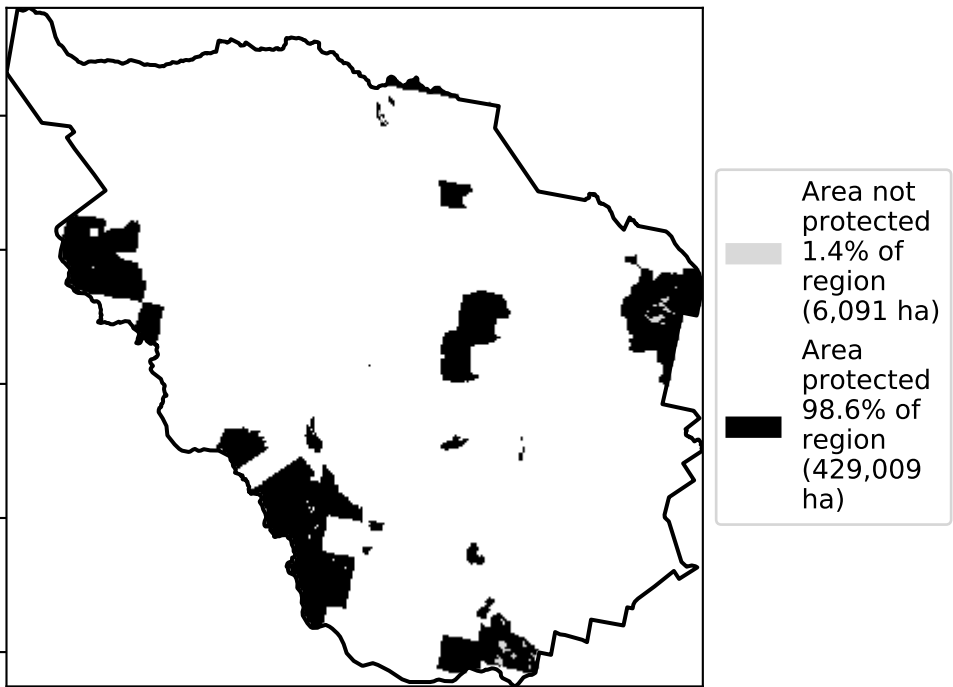 Area not
protected
1.4% of
region
(6,091 ha)
Area
protected
98.6% of
region
(429,009
ha)